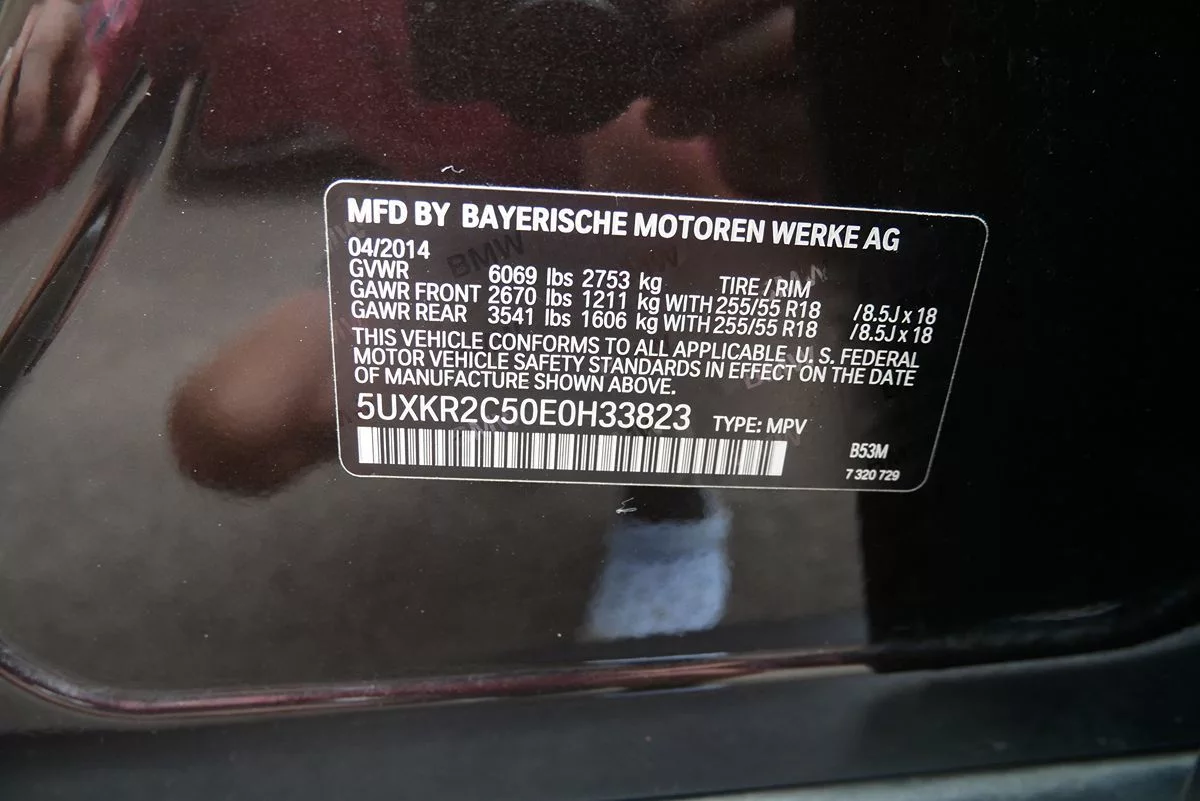 MFD BY BAYERISCHE MOTOREN WERKE AG
04/2014
GVWR 6069 lbs 2753 kg TIRE / RIM
GAWR FRONT 2670 lbs 1211 kg WITH 255/55 R18 /8.5J x 18
GAWR REAR 3541 lbs 1606 kg WITH 255/55 R18 /8.5J x 18
THIS VEHICLE CONFORMS TO ALL APPLICABLE U. S. FEDERAL
MOTOR VEHICLE SAFETY STANDARDS IN EFFECT ON THE DATE
OF MANUFACTURE SHOWN ABOVE.
5UXKR2C50E0H33823 TYPE: MPV
B53M
7 320 729
BMW